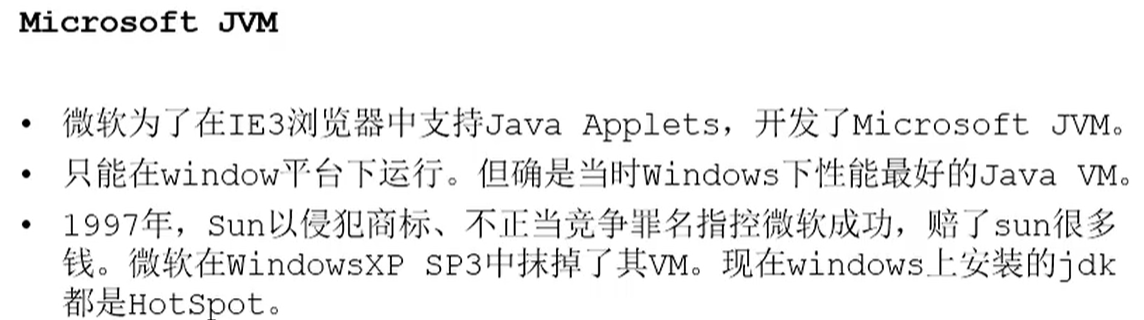 Microsoft JVM
• 微软为了在IE3浏览器中支持Java Applets，开发了Microsoft JVM。
• 只能在window平台下运行。但确是当时Windows下性能最好的Java VM。
• 1997年，Sun以侵犯商标、不正当竞争罪名指控微软成功，赔了sun很多
钱。微软在WindowsXP SP3中抹掉了其VM。现在windows上安装的jdk
都是HotSpot。